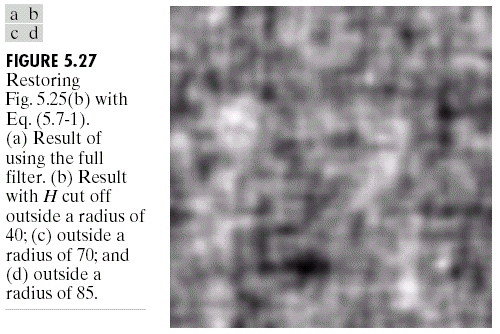 a b
c d
FIGURE 5.27
Restoring
Fig. 5.25(b) with
Eq. (5.7-1).
(a) Result of
using the full
filter. (b) Result
with H cut off
outside a radius of
40; (c) outside a
radius of 70; and
(d) outside a
radius of 85.